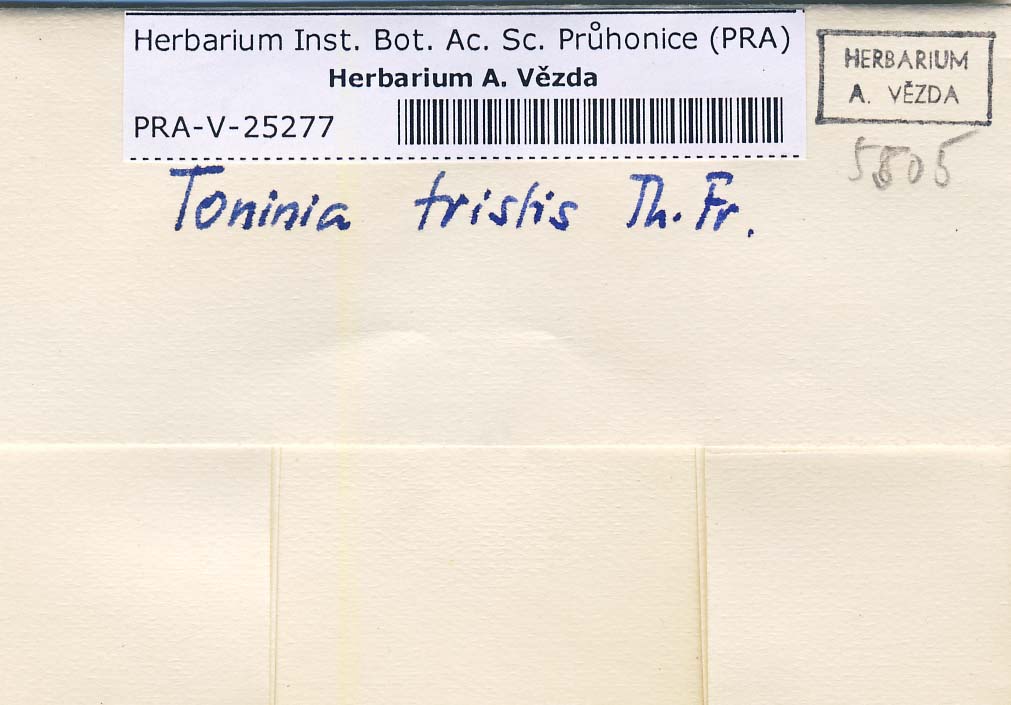 Herbarium Inst. Bot. Ac. Sc. Průhonice (PRA)
Herbarium A. Vězda
PRA-V-25277
HERBARIUM
A. VĚZDA
5805
Toninia tristis Th. Fr.